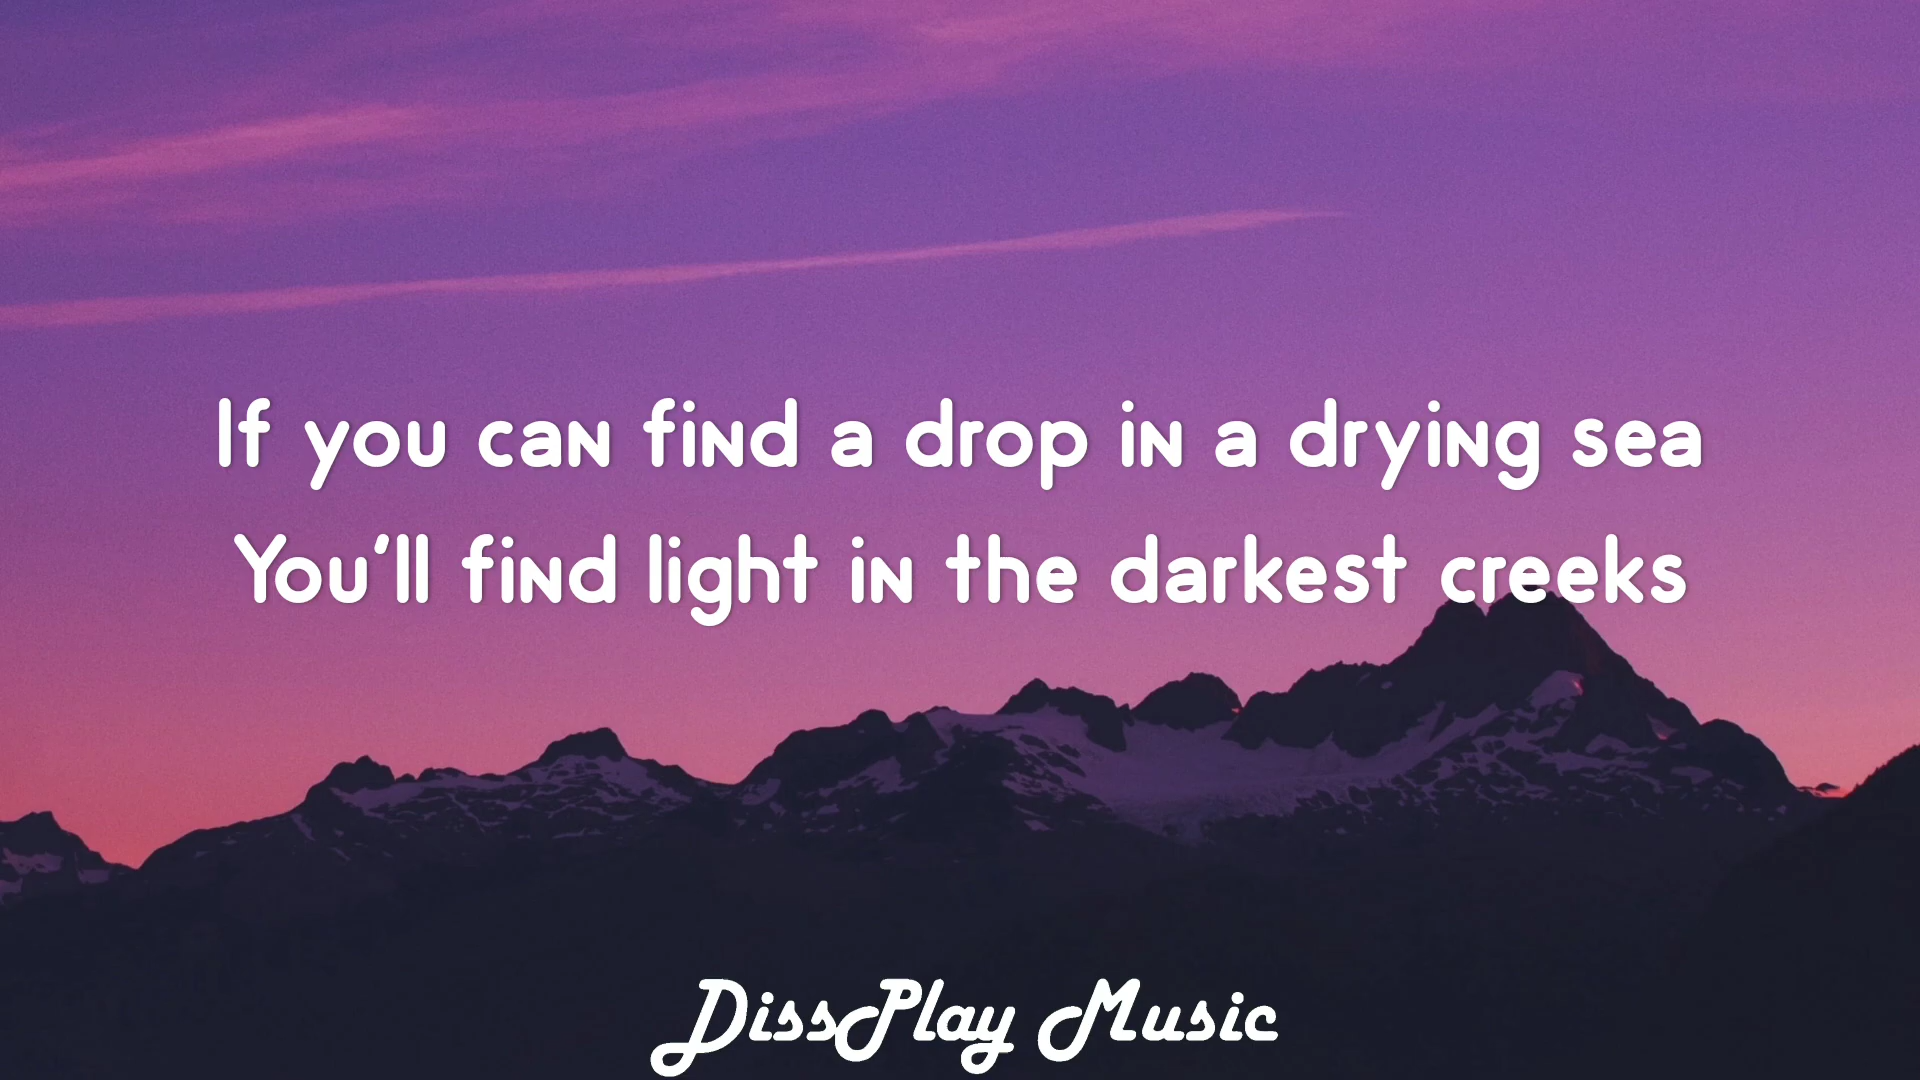 If you can find a drop in a drying sea
You'll find light in the darkest creeks
DissPlay Music